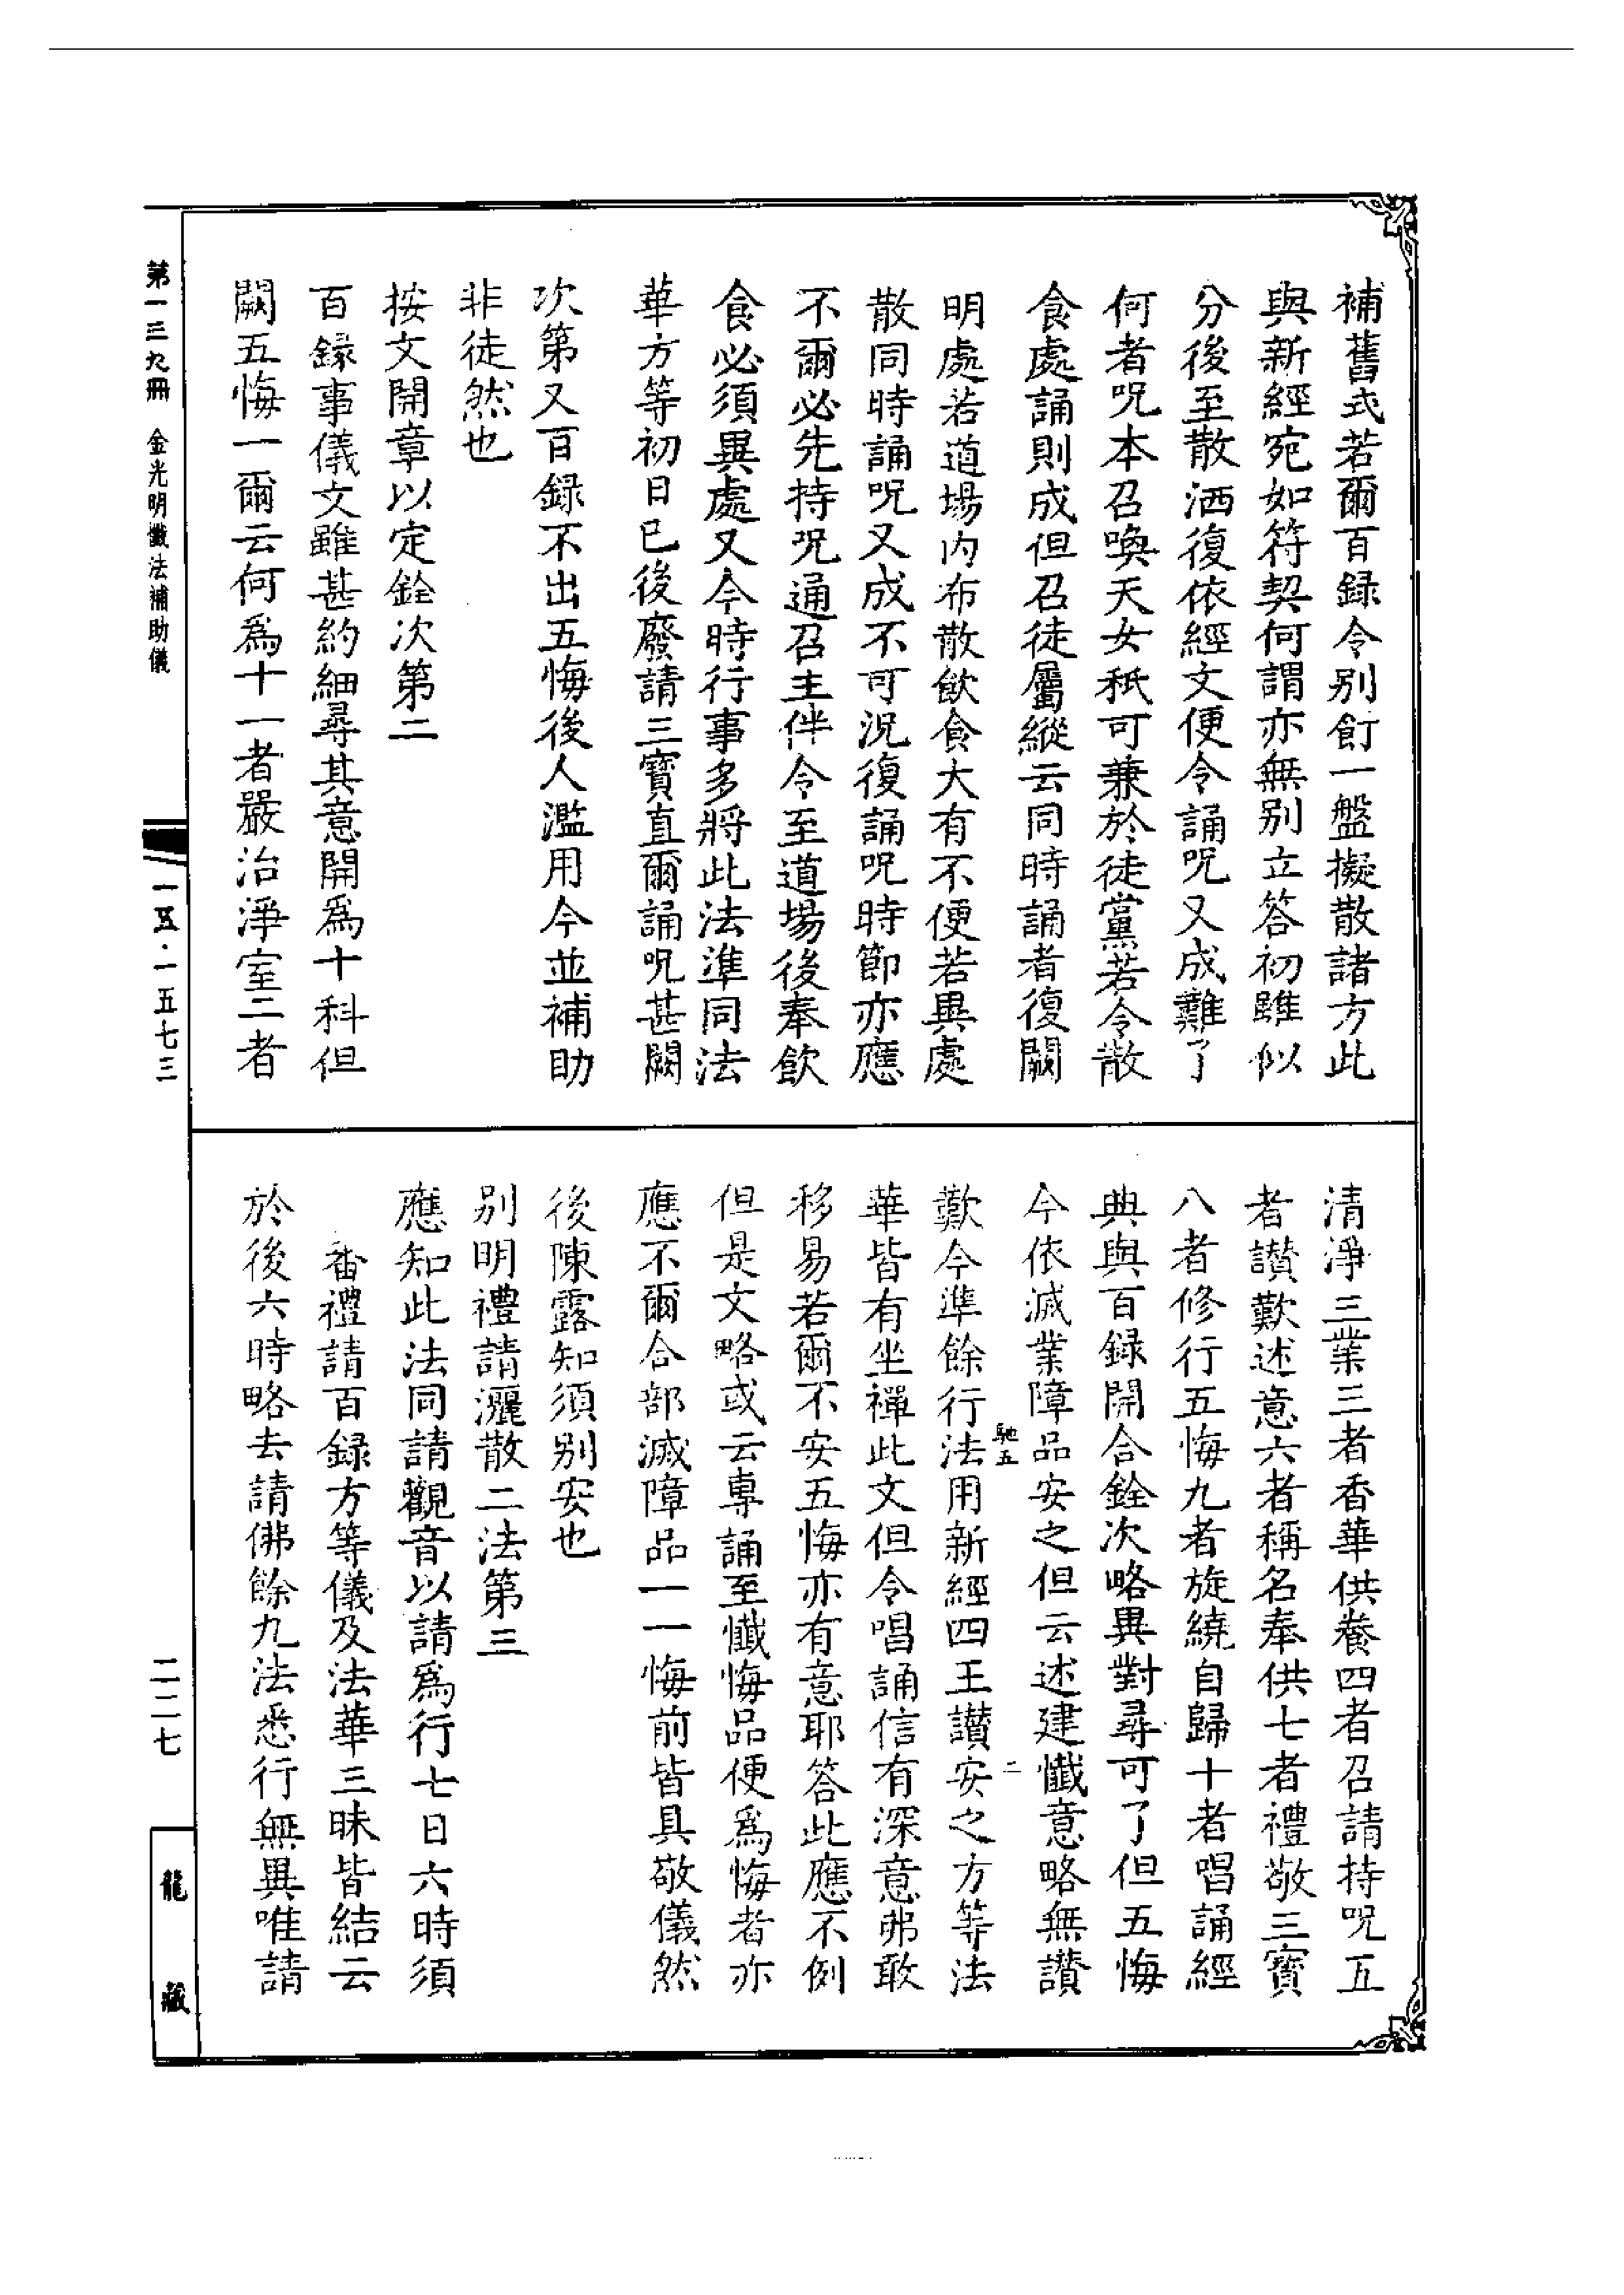 補舊式若爾百録令别飣一盤擬散諸方此
與新經宛如符契何謂亦無别立答初雖似
分後至散洒復依經文便令誦呪又成難了
何者呪本召喚天女秖可兼於徒黨若令散
食處誦則成但召徒屬縱云同時誦者復闕
明處若道場内布散飲食大有不便若異處
散同時誦呪又成不可況復誦呪時節亦應
不爾必先持呪通召主伴令至道場後奉飲
食必須異處又今時行事多將此法準同法
華方等初日已後廢請三寶直爾誦呪甚闕
次第又百録不出五悔後人濫用今並補助
非徒然也
按文開章以定銓次第二
百録事儀文雖甚約細尋其意開爲十科但
闕五悔一爾云何爲十一者嚴治淨室二者
清淨三業三者香華供養四者召請持呪五
者讃歎述意六者稱名奉供七者禮敬三寶
八者修行五悔九者旋繞自歸十者唱誦經
典與百録開合銓次略異對尋可了但五悔
今依滅業障品安之但云述建懺意略無讃
馳五
二
歎今準餘行法用新經四王讃安之方等法
華皆有坐禪此文但令唱誦信有深意弗敢
移易若爾不安五悔亦有意耶答此應不例
但是文略或云專誦至懺悔品便爲悔者亦
應不爾合部滅障品一一悔前皆具敬儀然
後陳露知須别安也
别明禮請灑散二法第三
應知此法同請觀音以請爲行七日六時須
番禮請百録方等儀及法華三昧皆結云
於後六時略去請佛餘九法悉行無異唯請
第一三九冊 金光明懺法補助儀
一五·一五七三
二二七
龍藏